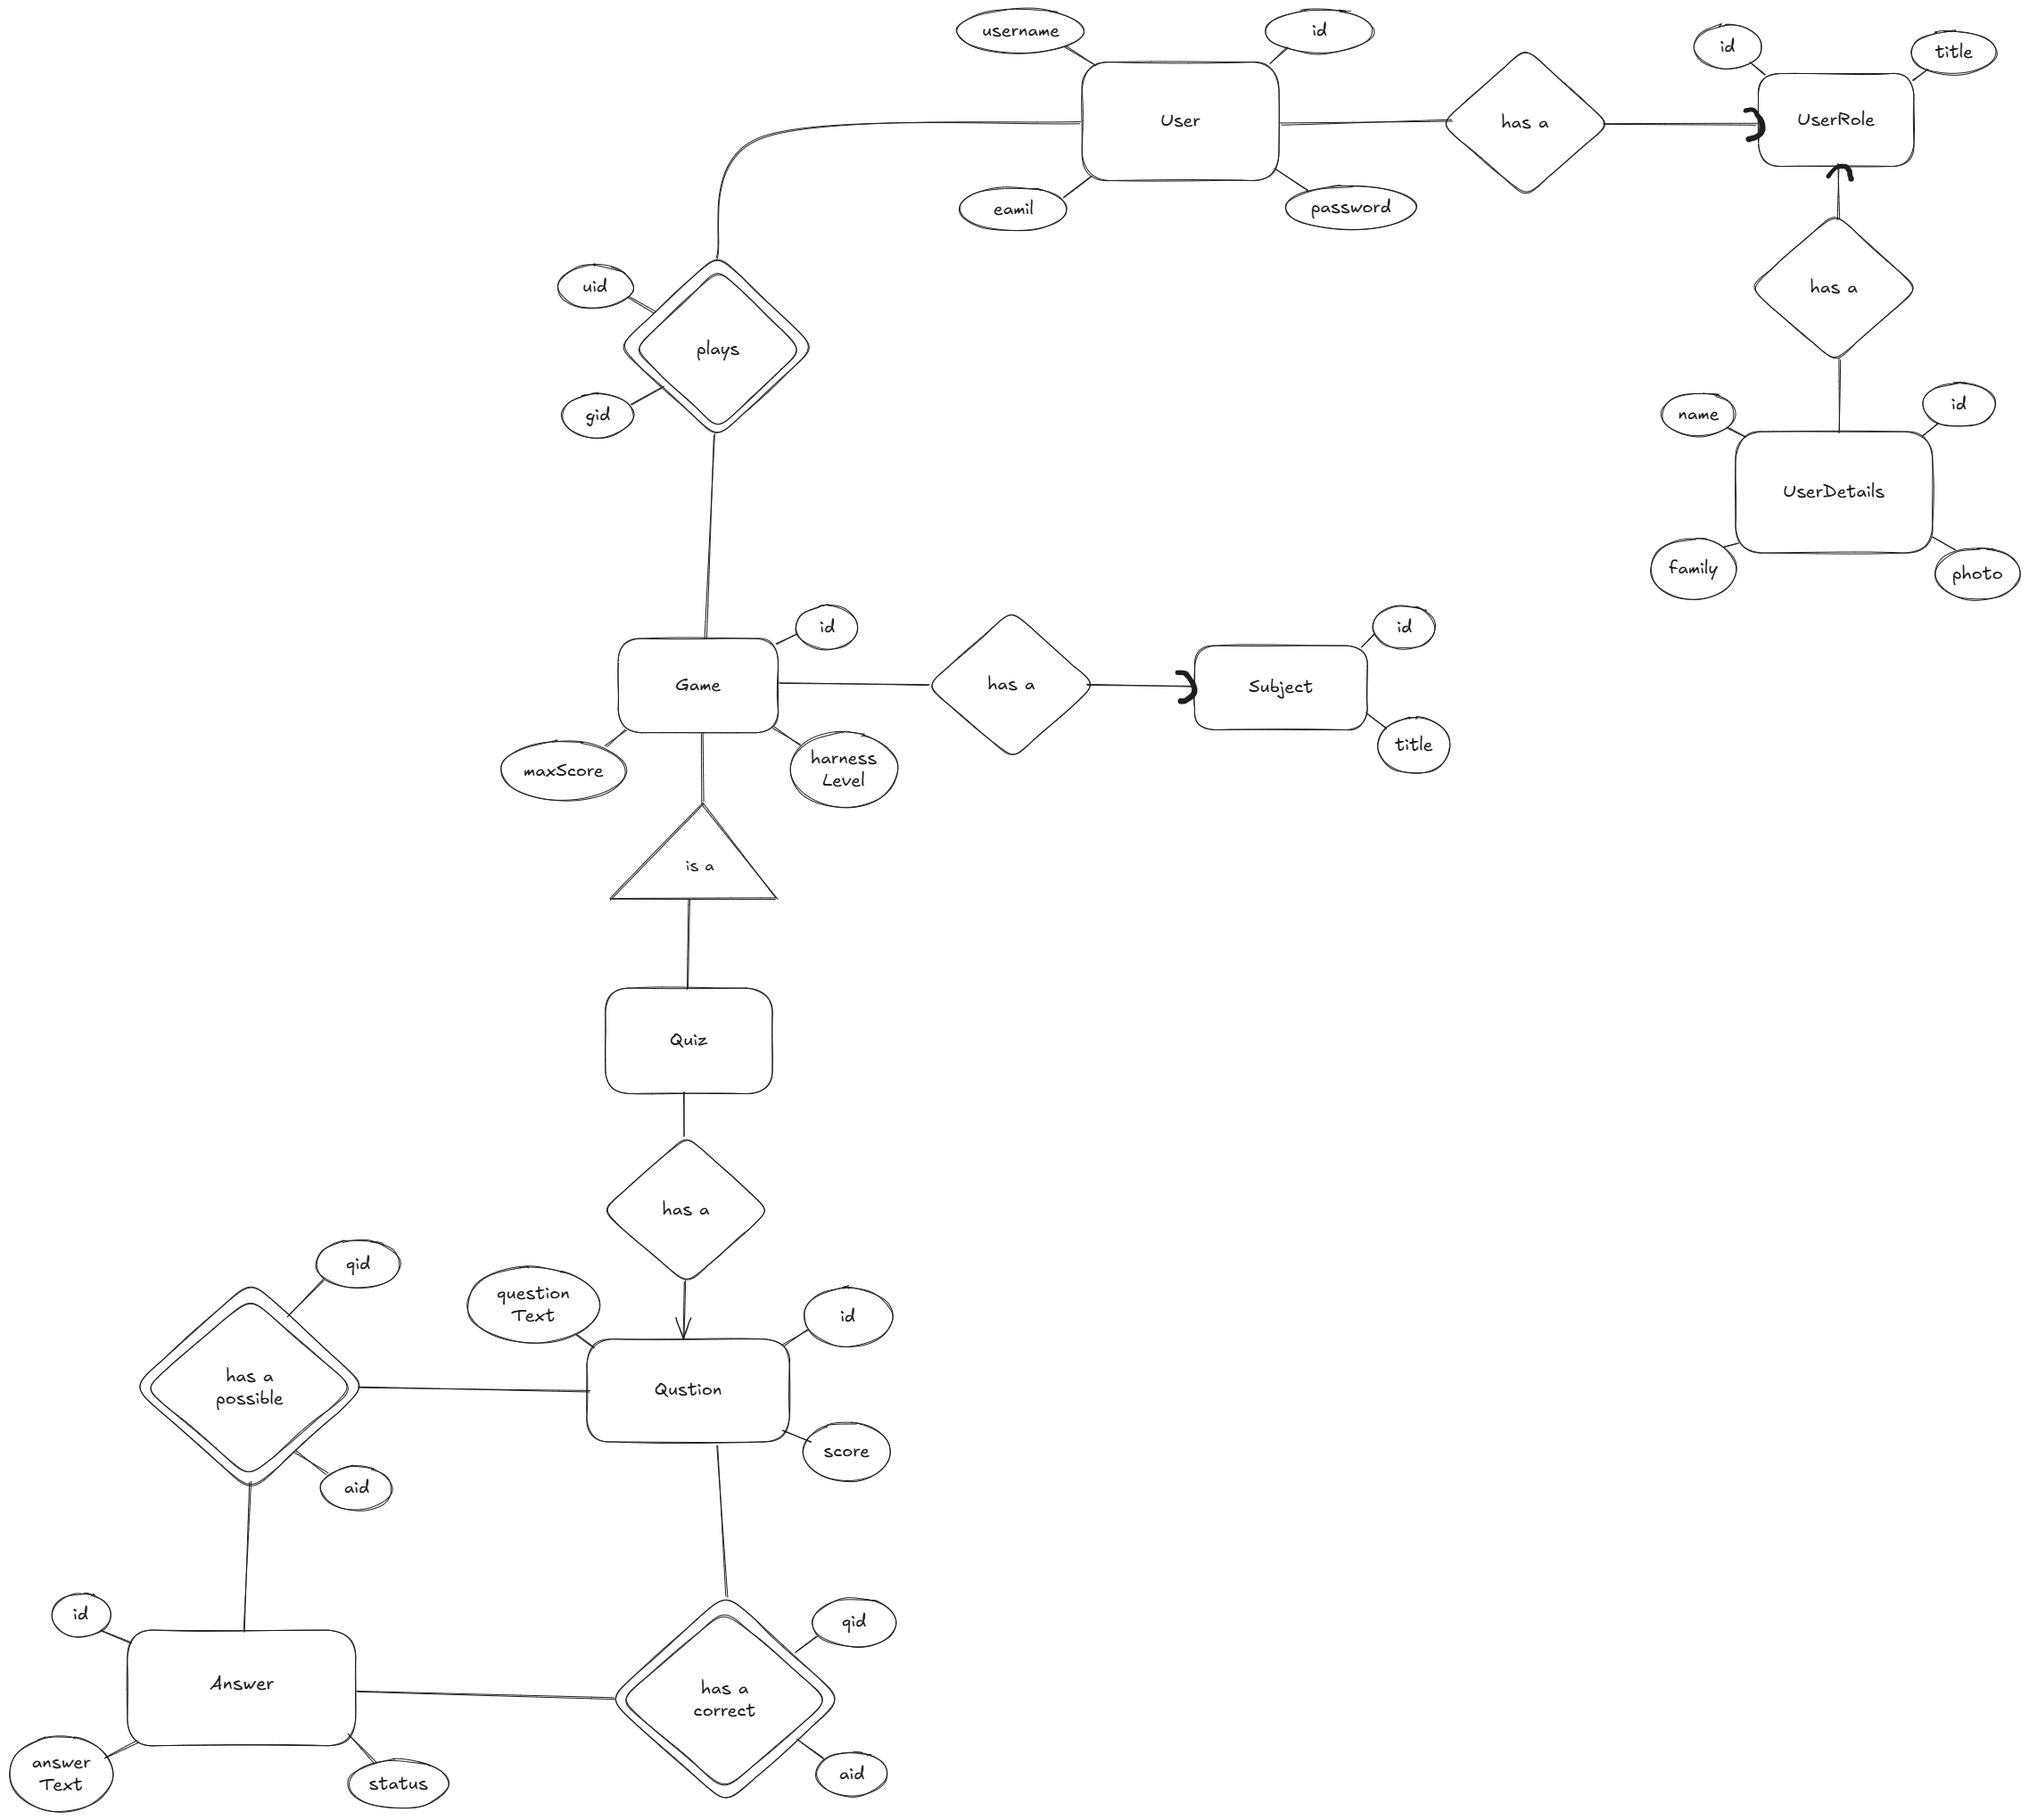 username
id
id
title
User
has a
UserRole
eamil
password
uid
plays
gid
has a
name
id
UserDetails
family
photo
id
id
Game
has a
Subject
maxScore
harness
Level
title
is a
Quiz
has a
qid
question
Text
id
has a
possible
Qustion
score
aid
id
qid
Answer
has a
correct
answer
Text
status
aid